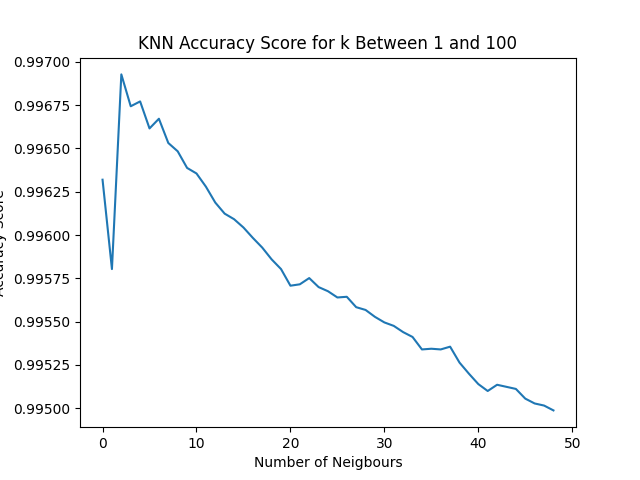 KNN Accuracy Score for k Between 1 and 100
0.99700
0.99675
0.99650
0.99625
0.99600
0.99575
0.99550
0.99525
0.99500
Accuracy Score
0 10 20 30 40 50
Number of Neigbours